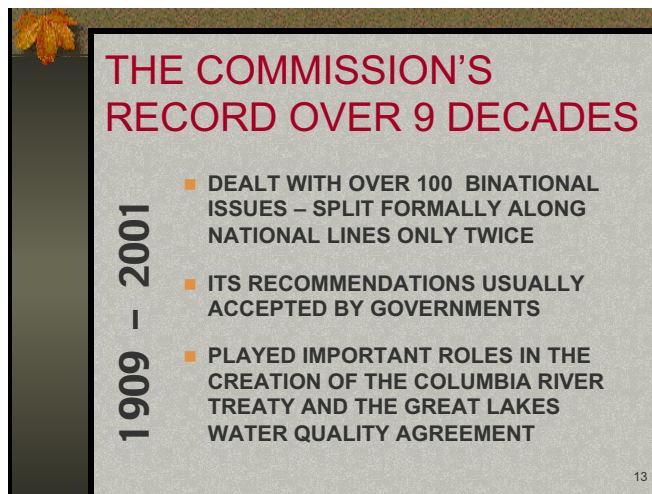 THE COMMISSION'S
RECORD OVER 9 DECADES
1909 – 2001
■ DEALT WITH OVER 100 BINATIONAL
ISSUES – SPLIT FORMALLY ALONG
NATIONAL LINES ONLY TWICE
■ ITS RECOMMENDATIONS USUALLY
ACCEPTED BY GOVERNMENTS
■ PLAYED IMPORTANT ROLES IN THE
CREATION OF THE COLUMBIA RIVER
TREATY AND THE GREAT LAKES
WATER QUALITY AGREEMENT
13